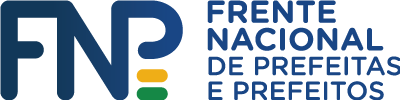 FNP
FRENTE
NACIONAL
DE PREFEITAS
E PREFEITOS